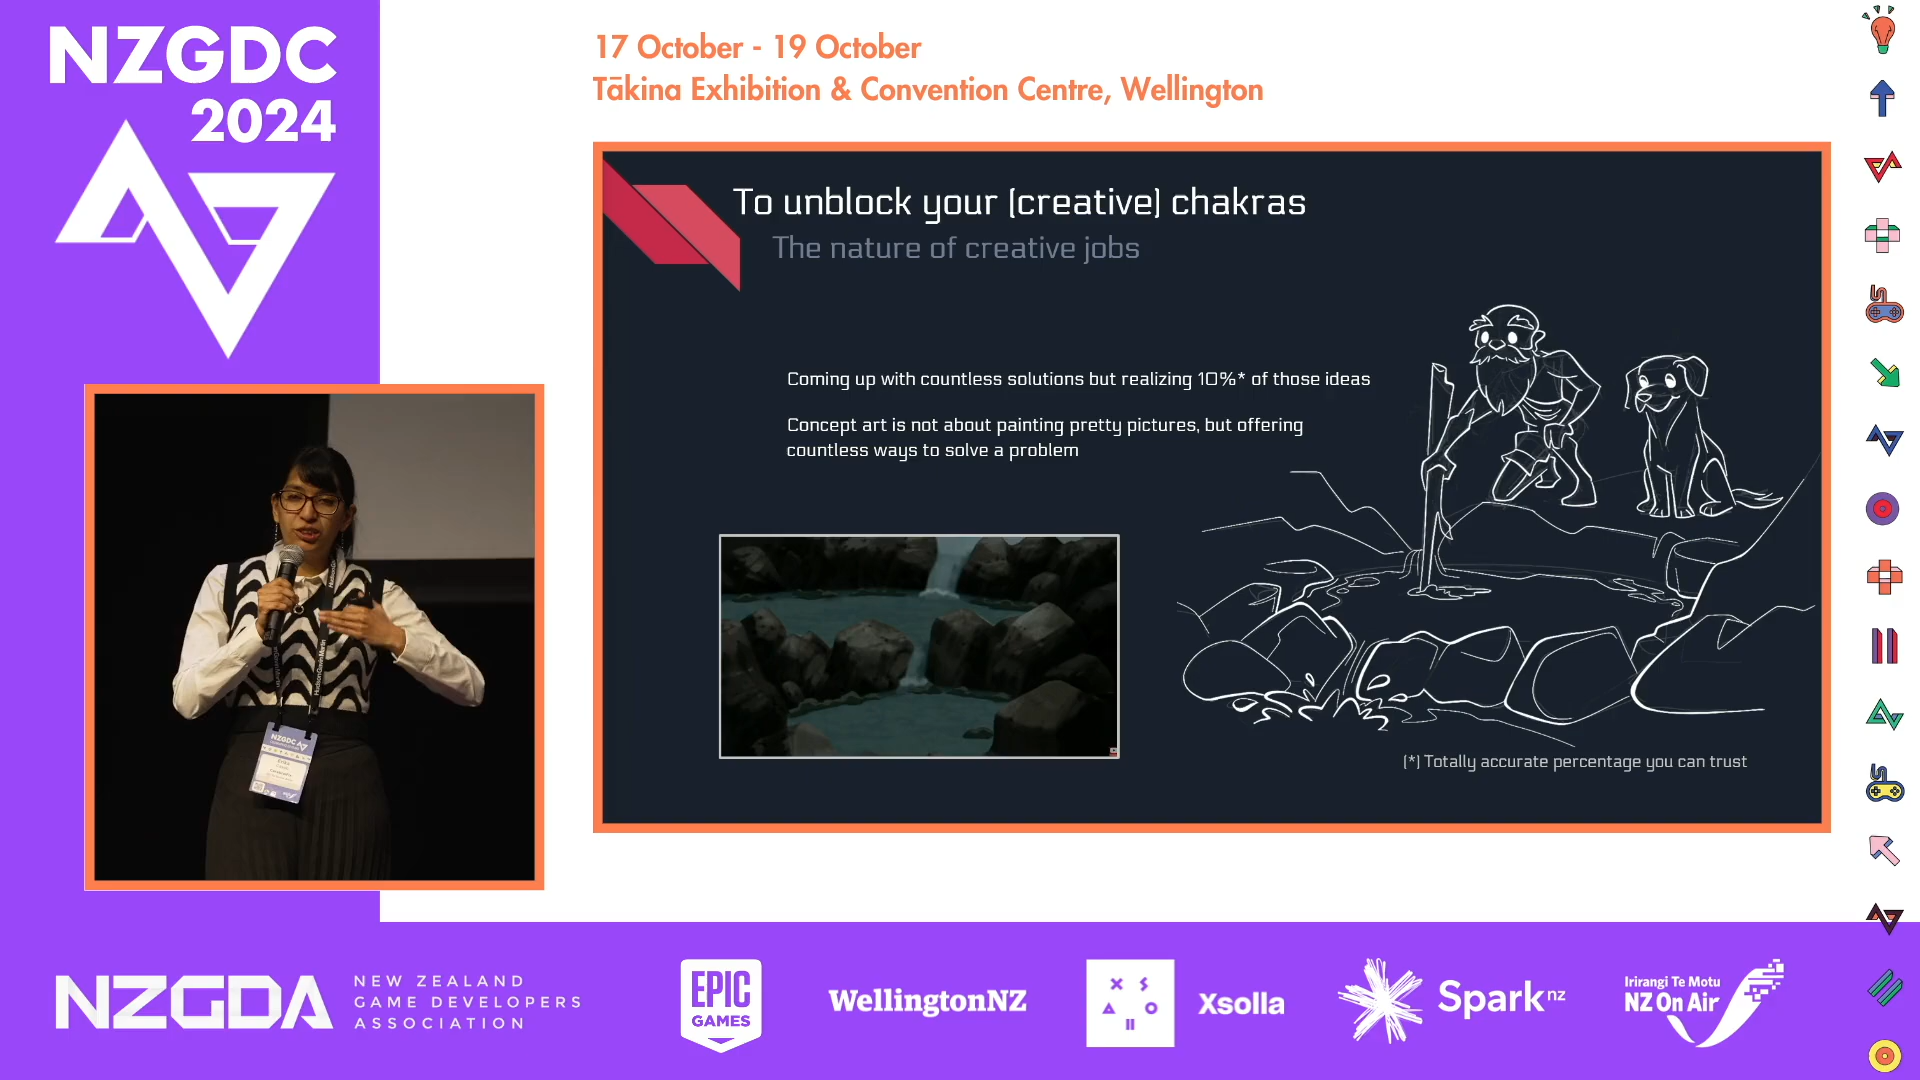 NZGDC
2024
17 October - 19 October
Tākina Exhibition & Convention Centre, Wellington
To unblock your (creative) chakras
The nature of creative jobs
Coming up with countless solutions but realizing 10%* of those ideas
Concept art is not about painting pretty pictures, but offering
countless ways to solve a problem
(*) Totally accurate percentage you can trust
NZGDC
NZGDA
NEW ZEALAND
GAME DEVELOPERS
ASSOCIATION
EPIC
GAMES
WellingtonNZ
Xsolla
Spark nz
Irirangi Te Motu
NZ On Air